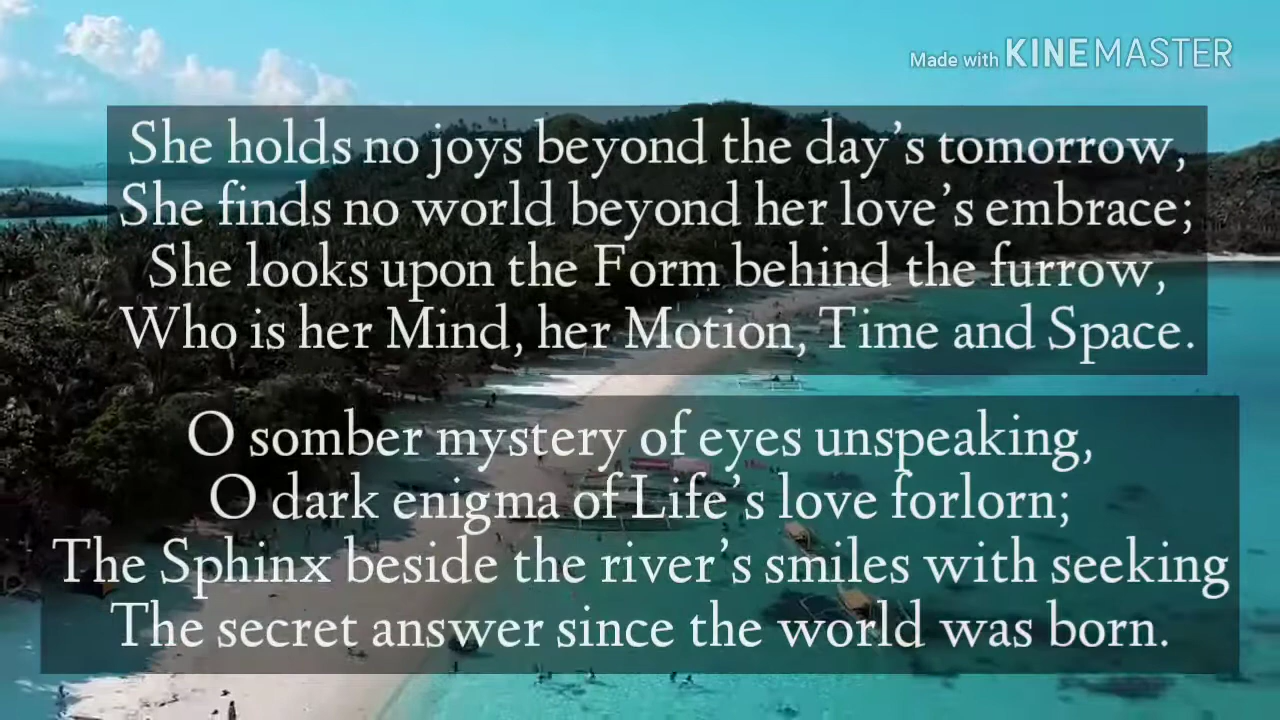 Made with KINEMASTER
She holds no joys beyond the day's tomorrow,
She finds no world beyond her love's embrace;
She looks upon the Form behind the furrow,
Who is her Mind, her Motion, Time and Space.
O somber mystery of eyes unspeaking,
O dark enigma of Life's love forlorn;
The Sphinx beside the river's smiles with seeking
The secret answer since the world was born.